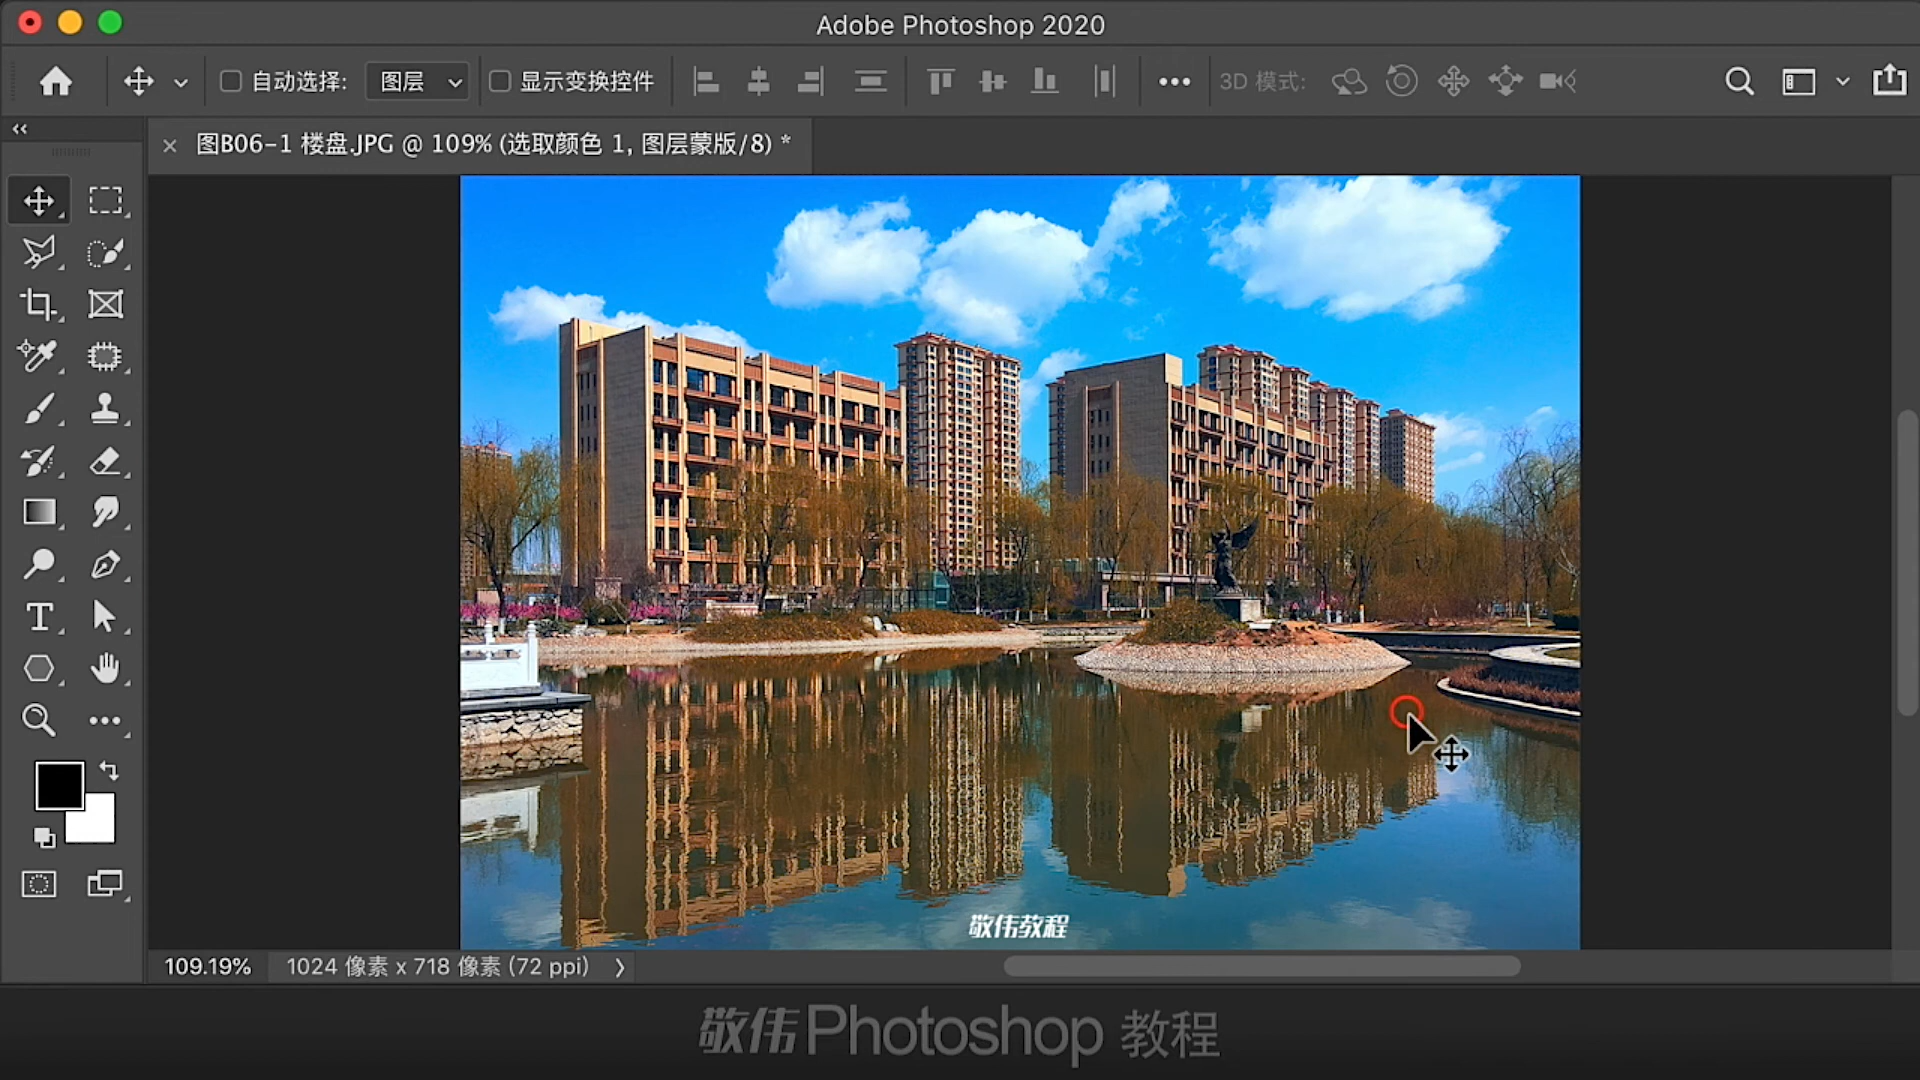 Adobe Photoshop 2020
自动选择: 图层 显示变换控件 3D 模式:
图B06-1 楼盘.JPG @ 109% (选取颜色 1, 图层蒙版/8) *
敬伟教程
109.19% 1024 像素 x 718 像素 (72 ppi)
敬伟Photoshop 教程